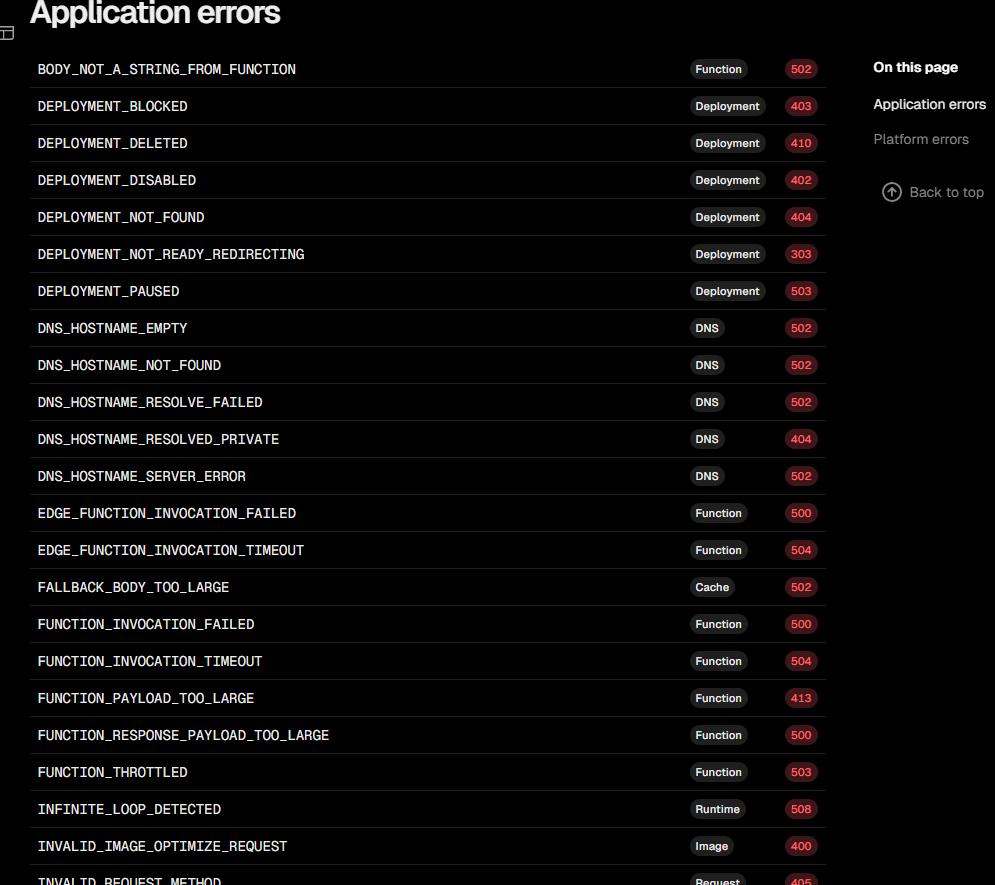 Application errors
BODY_NOT_A_STRING_FROM_FUNCTION Function 502
DEPLOYMENT_BLOCKED Deployment 403
DEPLOYMENT_DELETED Deployment 410
DEPLOYMENT_DISABLED Deployment 402
DEPLOYMENT_NOT_FOUND Deployment 404
DEPLOYMENT_NOT_READY_REDIRECTING Deployment 303
DEPLOYMENT_PAUSED Deployment 503
DNS_HOSTNAME_EMPTY DNS 502
DNS_HOSTNAME_NOT_FOUND DNS 502
DNS_HOSTNAME_RESOLVE_FAILED DNS 502
DNS_HOSTNAME_RESOLVED_PRIVATE DNS 404
DNS_HOSTNAME_SERVER_ERROR DNS 502
EDGE_FUNCTION_INVOCATION_FAILED Function 500
EDGE_FUNCTION_INVOCATION_TIMEOUT Function 504
FALLBACK_BODY_TOO_LARGE Cache 502
FUNCTION_INVOCATION_FAILED Function 500
FUNCTION_INVOCATION_TIMEOUT Function 504
FUNCTION_PAYLOAD_TOO_LARGE Function 413
FUNCTION_RESPONSE_PAYLOAD_TOO_LARGE Function 500
FUNCTION_THROTTLED Function 503
INFINITE_LOOP_DETECTED Runtime 508
INVALID_IMAGE_OPTIMIZE_REQUEST Image 400
INVALID_REQUEST_METHOD Request 405
On this page
Application errors
Platform errors
Back to top